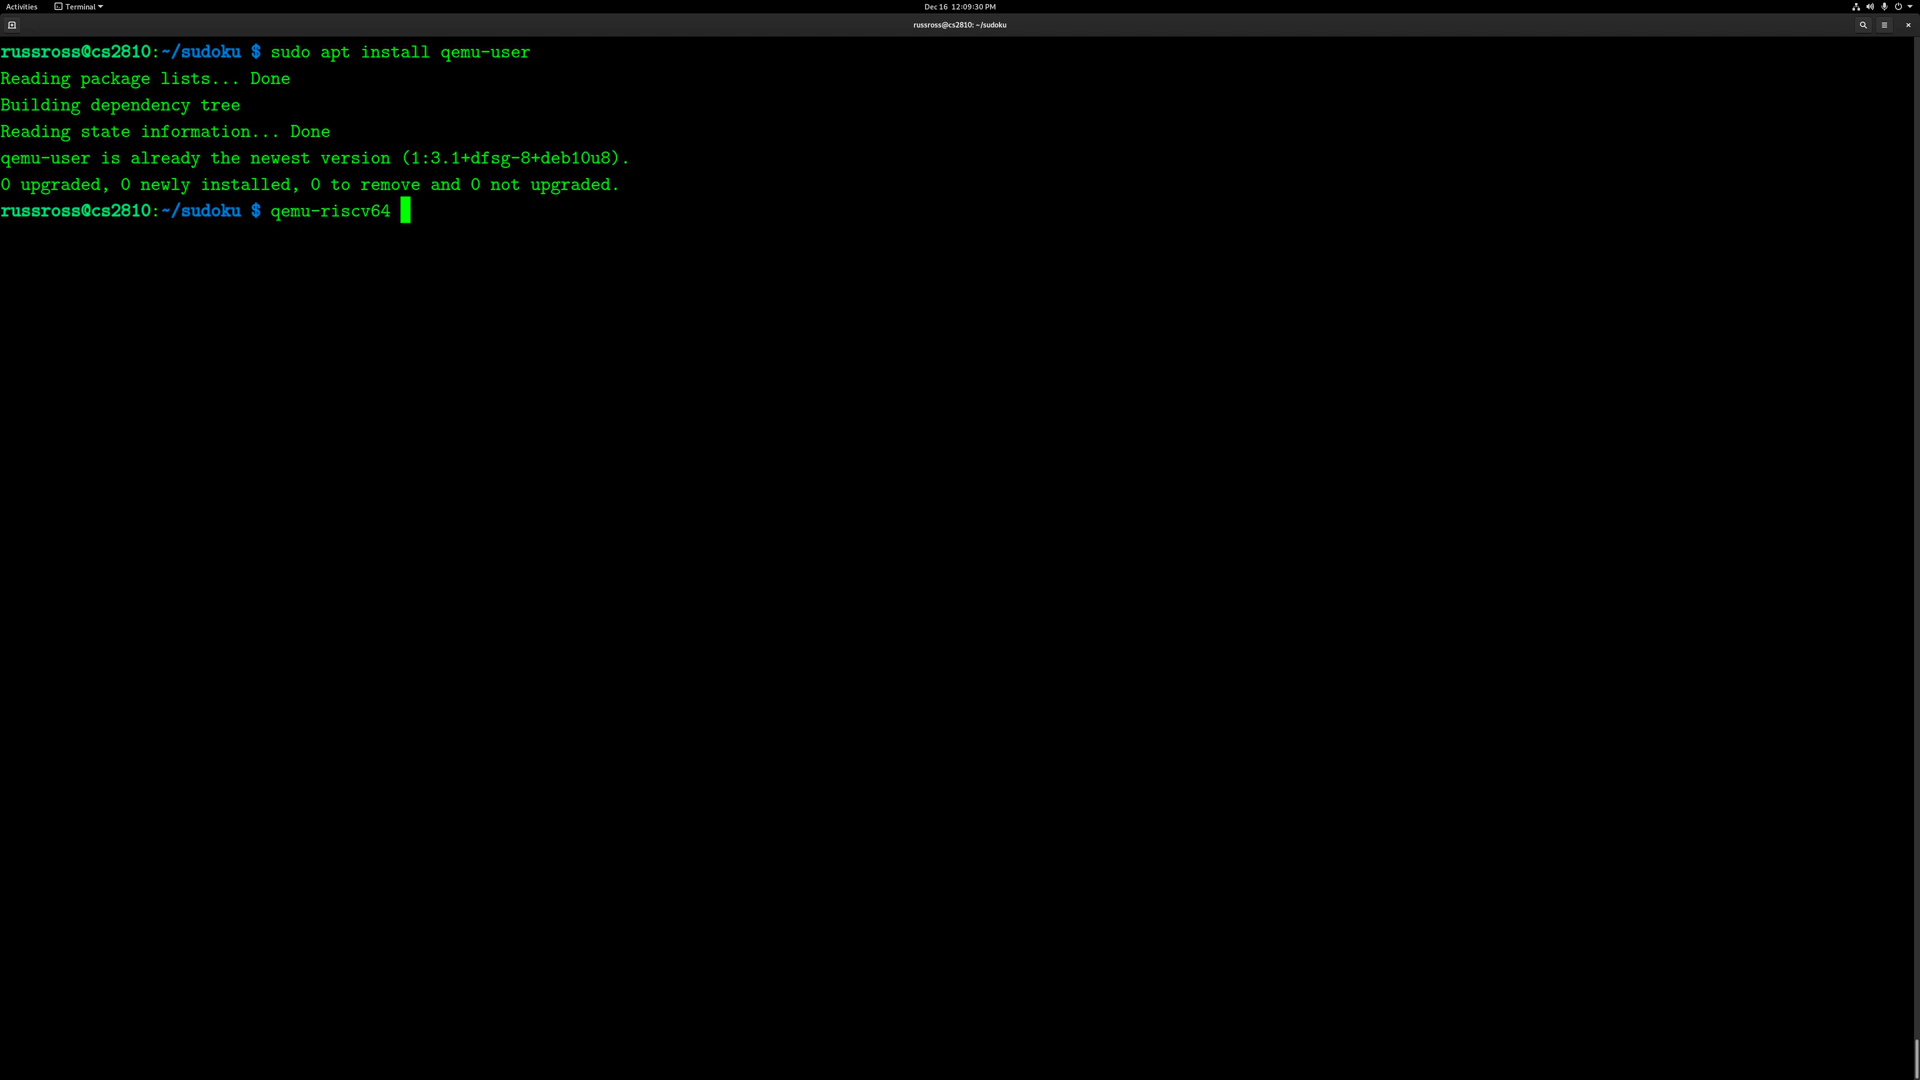 Activities Terminal Dec 16 12:09:30 PM
russross@cs2810: ~/sudoku
russross@cs2810:~/sudoku $ sudo apt install qemu-user
Reading package lists... Done
Building dependency tree
Reading state information... Done
qemu-user is already the newest version (1:3.1+dfsg-8+deb10u8).
0 upgraded, 0 newly installed, 0 to remove and 0 not upgraded.
russross@cs2810:~/sudoku $ qemu-riscv64